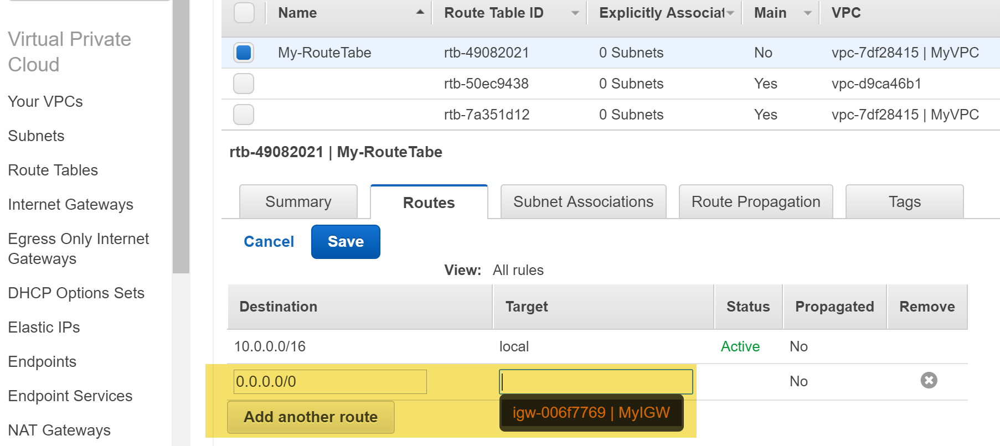 Virtual Private
Cloud
Your VPCs
Subnets
Route Tables
Internet Gateways
Egress Only Internet
Gateways
DHCP Options Sets
Elastic IPs
Endpoints
Endpoint Services
NAT Gateways
Name Route Table ID Explicitly Associat Main VPC
My-RouteTabe rtb-49082021 0 Subnets No vpc-7df28415 | MyVPC
rtb-50ec9438 0 Subnets Yes vpc-d9ca46b1
rtb-7a351d12 0 Subnets Yes vpc-7df28415 | MyVPC
rtb-49082021 | My-RouteTabe
Summary Routes Subnet Associations Route Propagation Tags
Cancel Save
View: All rules
Destination Target Status Propagated Remove
10.0.0.0/16 local Active No
0.0.0.0/0 No
Add another route igw-006f7769 | MyIGW